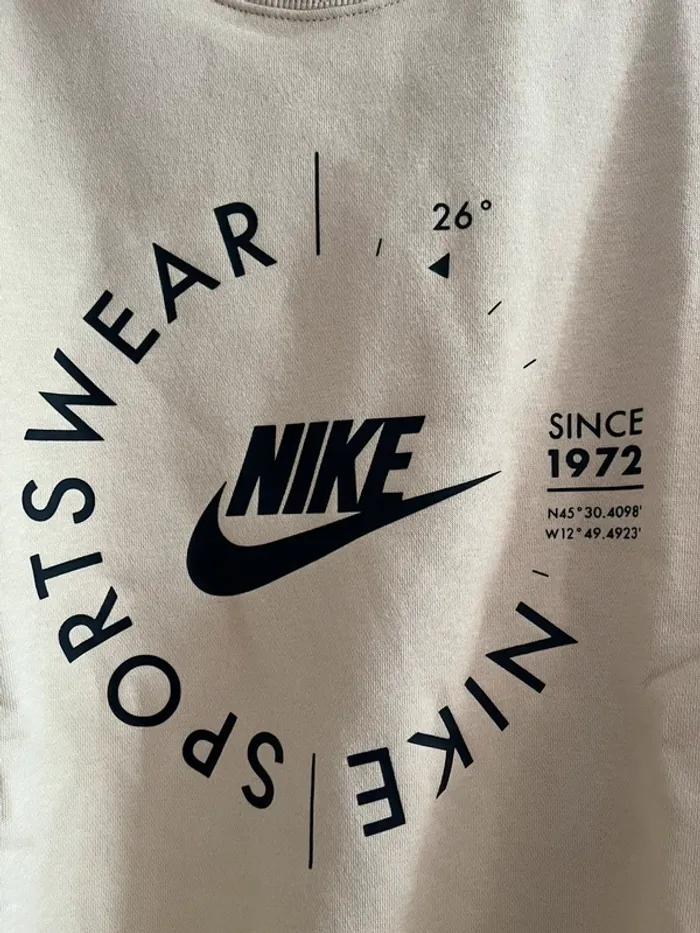 26°
NIKE
SINCE
1972
N45°30.4098'
W12°49.4923'
NIKE SPORTSWEAR